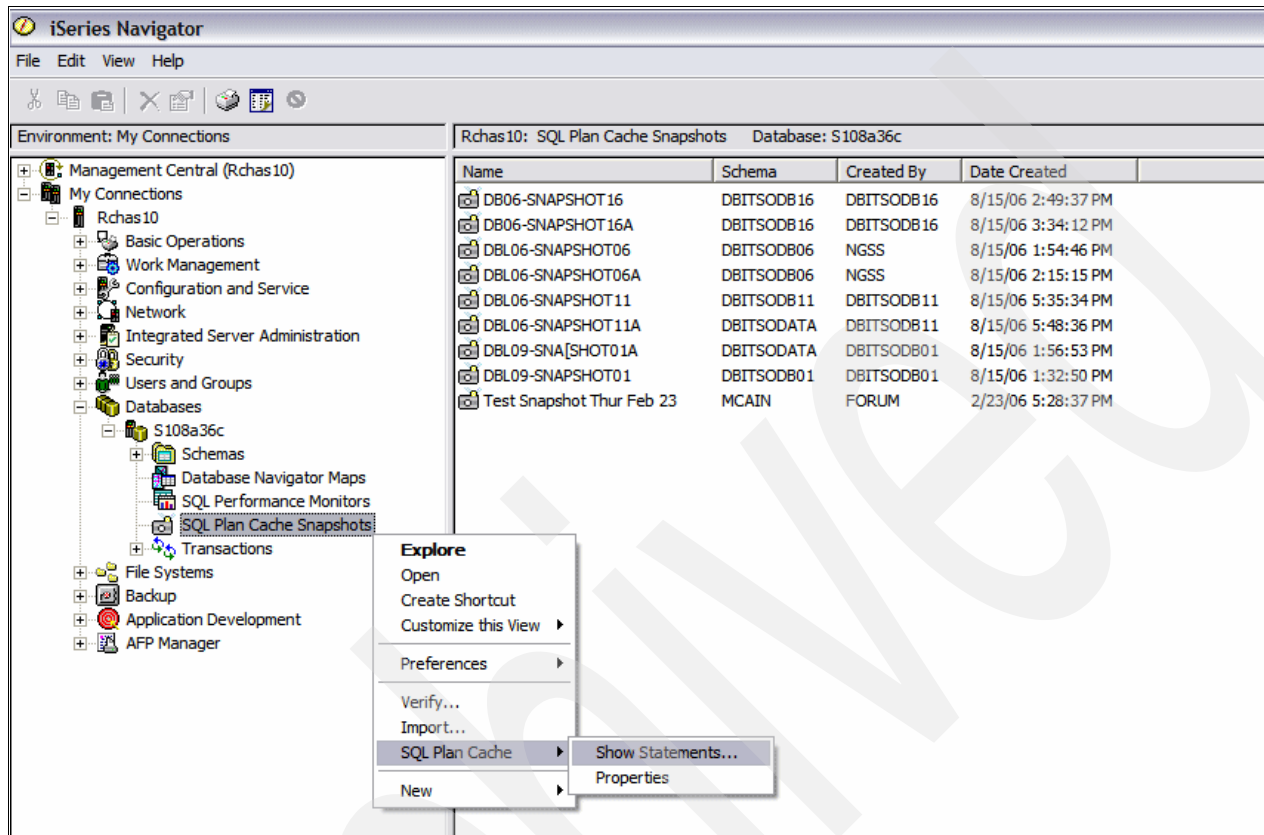 iSeries Navigator
File Edit View Help
Environment: My Connections
Rchas10: SQL Plan Cache Snapshots Database: S108a36c
Management Central (Rchas10)
My Connections
Rchas10
Basic Operations
Work Management
Configuration and Service
Network
Integrated Server Administration
Security
Users and Groups
Databases
S108a36c
Schemas
Database Navigator Maps
SQL Performance Monitors
SQL Plan Cache Snapshots
Transactions
File Systems
Backup
Application Development
AFP Manager
Name Schema Created By Date Created
DB06-SNAPSHOT16 DBITSODB16 DBITSODB16 8/15/06 2:49:37 PM
DB06-SNAPSHOT16A DBITSODB16 DBITSODB16 8/15/06 3:34:12 PM
DBL06-SNAPSHOT06 DBITSODB06 NGSS 8/15/06 1:54:46 PM
DBL06-SNAPSHOT06A DBITSODB06 NGSS 8/15/06 2:15:15 PM
DBL06-SNAPSHOT11 DBITSODB11 DBITSODB11 8/15/06 5:35:34 PM
DBL06-SNAPSHOT11A DBITSODATA DBITSODB11 8/15/06 5:48:36 PM
DBL09-SNA[SHOT01A DBITSODATA DBITSODB01 8/15/06 1:56:53 PM
DBL09-SNAPSHOT01 DBITSODB01 DBITSODB01 8/15/06 1:32:50 PM
Test Snapshot Thur Feb 23 MCAIN FORUM 2/23/06 5:28:37 PM
Explore
Open
Create Shortcut
Customize this View
Preferences
Verify...
Import...
SQL Plan Cache
New
Show Statements...
Properties